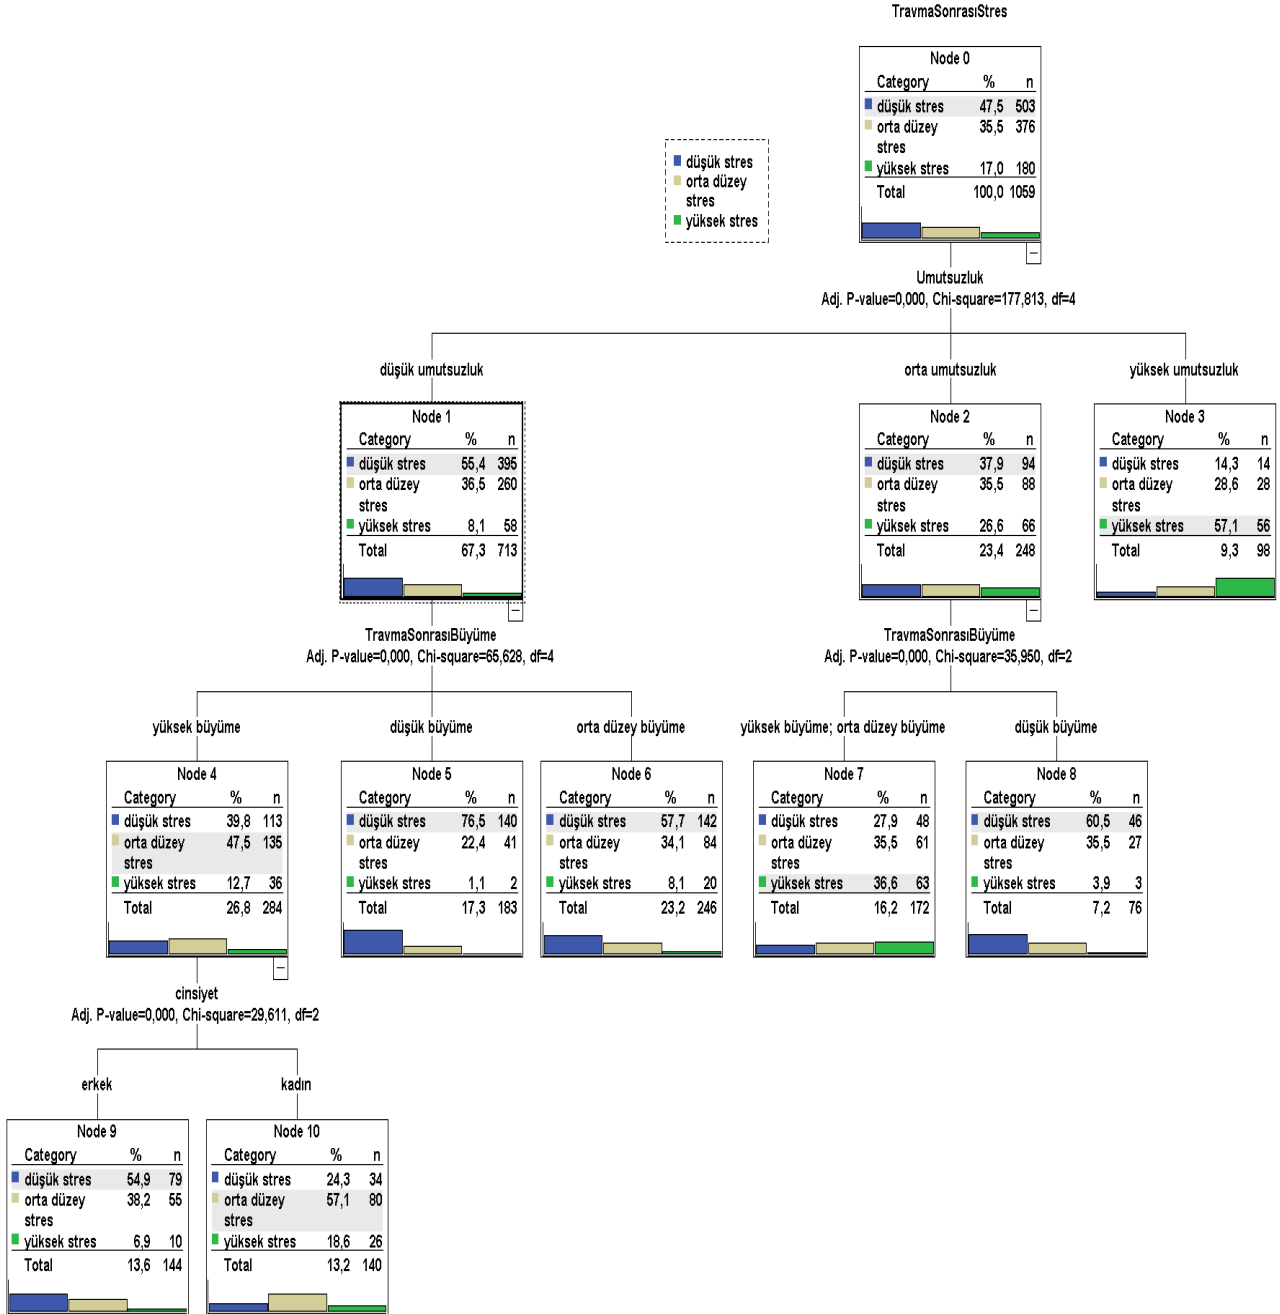 TravmaSonrasıStres
Node 0
Category % n
düşük stres 47,5 503
orta düzey 35,5 376
stres
yüksek stres 17,0 180
Total 100,0 1059
düşük stres
orta düzey
stres
yüksek stres
Umutsuzluk
Adj. P-value=0,000, Chi-square=177,813, df=4
düşük umutsuzluk
orta umutsuzluk
yüksek umutsuzluk
Node 1
Category % n
düşük stres 55,4 395
orta düzey 36,5 260
stres
yüksek stres 8,1 58
Total 67,3 713
Node 2
Category % n
düşük stres 37,9 94
orta düzey 35,5 88
stres
yüksek stres 26,6 66
Total 23,4 248
Node 3
Category % n
düşük stres 14,3 14
orta düzey 28,6 28
stres
yüksek stres 57,1 56
Total 9,3 98
TravmaSonrasıBüyüme
Adj. P-value=0,000, Chi-square=65,628, df=4
TravmaSonrasıBüyüme
Adj. P-value=0,000, Chi-square=35,950, df=2
yüksek büyüme
düşük büyüme
orta düzey büyüme
yüksek büyüme; orta düzey büyüme
düşük büyüme
Node 4
Category % n
düşük stres 39,8 113
orta düzey 47,5 135
stres
yüksek stres 12,7 36
Total 26,8 284
Node 5
Category % n
düşük stres 76,5 140
orta düzey 22,4 41
stres
yüksek stres 1,1 2
Total 17,3 183
Node 6
Category % n
düşük stres 57,7 142
orta düzey 34,1 84
stres
yüksek stres 8,1 20
Total 23,2 246
Node 7
Category % n
düşük stres 27,9 48
orta düzey 35,5 61
stres
yüksek stres 36,6 63
Total 16,2 172
Node 8
Category % n
düşük stres 60,5 46
orta düzey 35,5 27
stres
yüksek stres 3,9 3
Total 7,2 76
cinsiyet
Adj. P-value=0,000, Chi-square=29,611, df=2
erkek
kadın
Node 9
Category % n
düşük stres 54,9 79
orta düzey 38,2 55
stres
yüksek stres 6,9 10
Total 13,6 144
Node 10
Category % n
düşük stres 24,3 34
orta düzey 57,1 80
stres
yüksek stres 18,6 26
Total 13,2 140